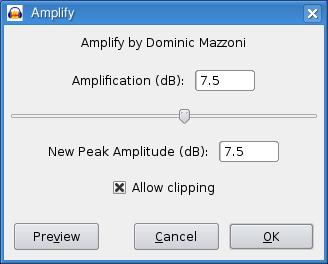 Amplify
Amplify by Dominic Mazzoni
Amplification (dB): 7.5
New Peak Amplitude (dB): 7.5
Allow clipping
Preview Cancel OK